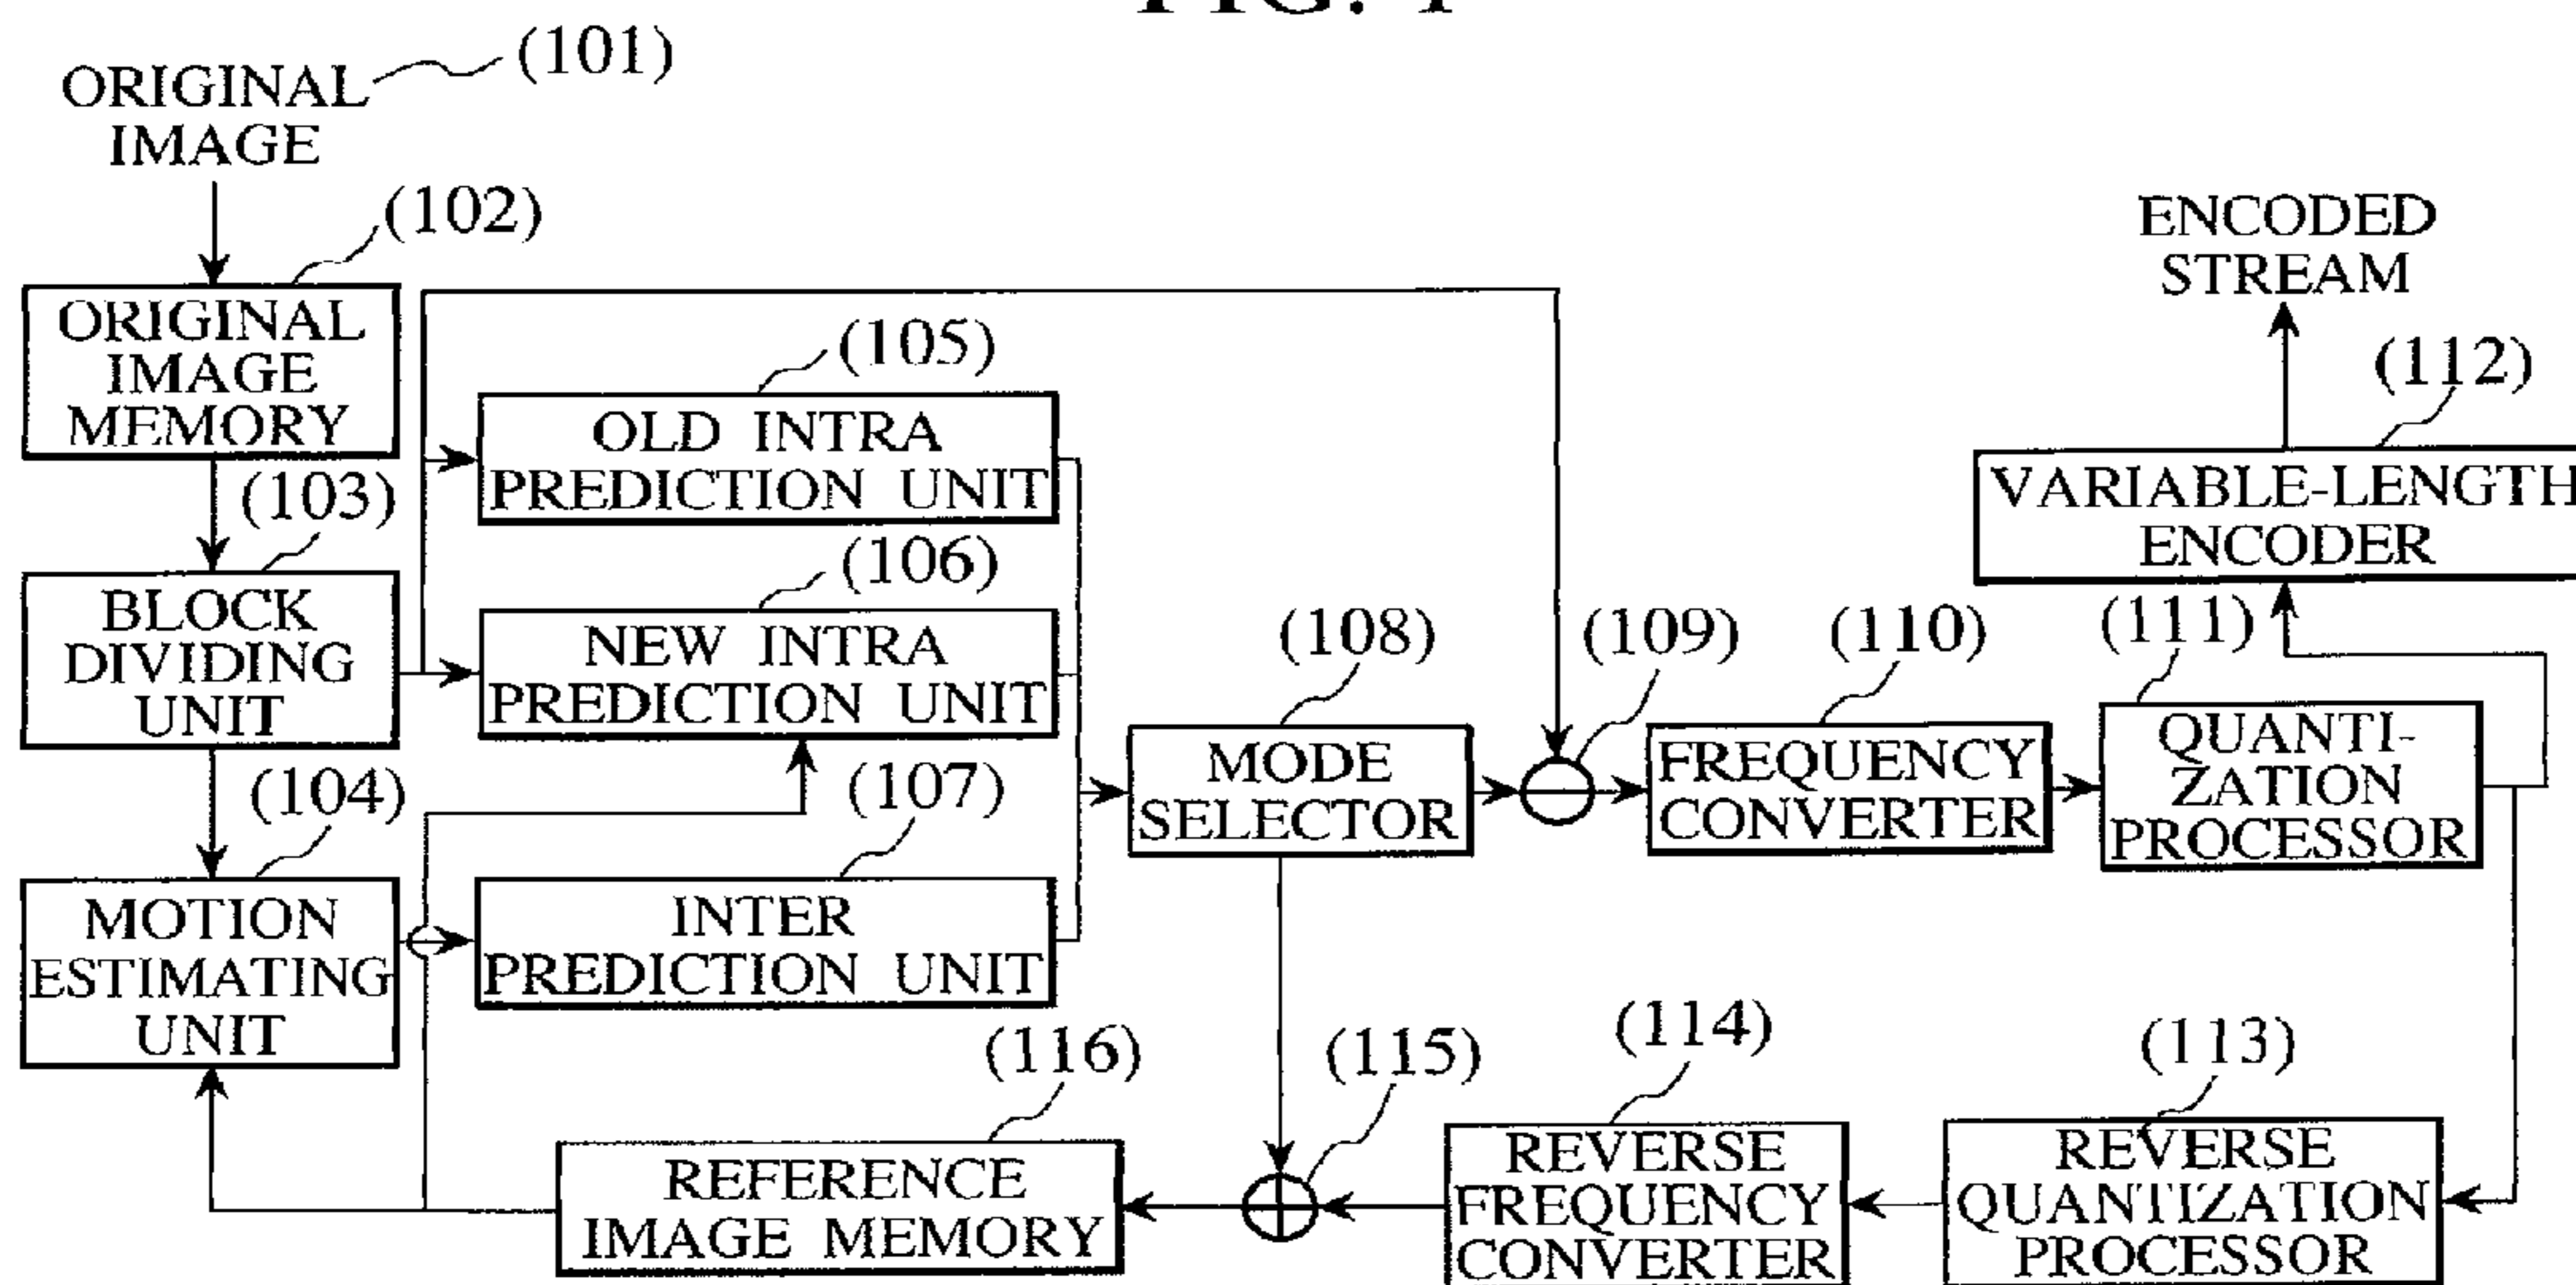 (101)
ORIGINAL
IMAGE
(102)
ORIGINAL
IMAGE
MEMORY
(103)
BLOCK
DIVIDING
UNIT
(104)
MOTION
ESTIMATING
UNIT
(105)
OLD INTRA
PREDICTION UNIT
(106)
NEW INTRA
PREDICTION UNIT
(107)
INTER
PREDICTION UNIT
(108)
MODE
SELECTOR
(109)
(110)
FREQUENCY
CONVERTER
(111)
QUANTI-
ZATION
PROCESSOR
ENCODED
STREAM
(112)
VARIABLE-LENGTH
ENCODER
(113)
REVERSE
QUANTIZATION
PROCESSOR
(114)
REVERSE
FREQUENCY
CONVERTER
(115)
(116)
REFERENCE
IMAGE MEMORY